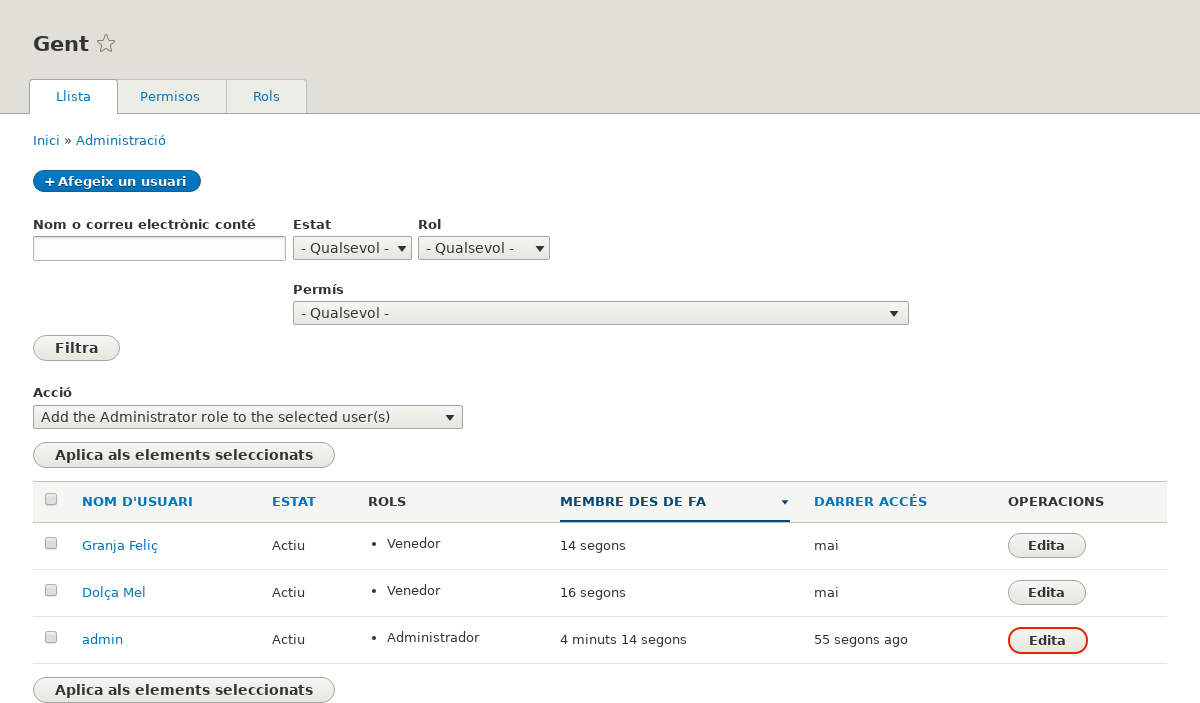 Gent
Llista Permisos Rols
Inici » Administració
+ Afegeix un usuari
Nom o correu electrònic conté Estat Rol
- Qualsevol - - Qualsevol -
Permís
- Qualsevol -
Filtra
Acció
Add the Administrator role to the selected user(s)
Aplica als elements seleccionats
NOM D'USUARI ESTAT ROLS MEMBRE DES DE FA DARRER ACCÉS OPERACIONS
Granja Feliç Actiu • Venedor 14 segons mai Edita
Dolça Mel Actiu • Venedor 16 segons mai Edita
admin Actiu • Administrador 4 minuts 14 segons 55 segons ago Edita
Aplica als elements seleccionats